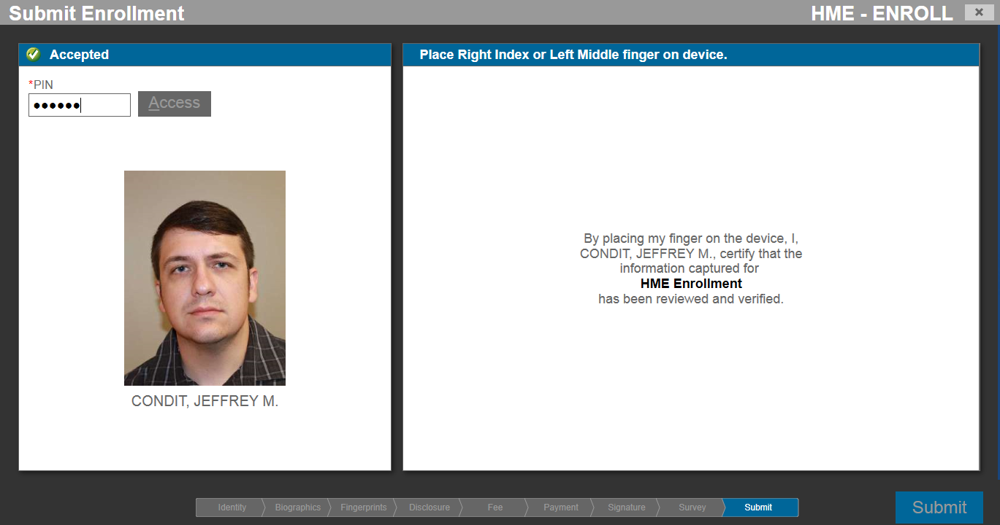 Submit Enrollment
HME - ENROLL
Accepted
Place Right Index or Left Middle finger on device.
*PIN
Access
By placing my finger on the device, I,
CONDIT, JEFFREY M., certify that the
information captured for
HME Enrollment
has been reviewed and verified.
CONDIT, JEFFREY M.
Identity
Biographics
Fingerprints
Disclosure
Fee
Payment
Signature
Survey
Submit
Submit